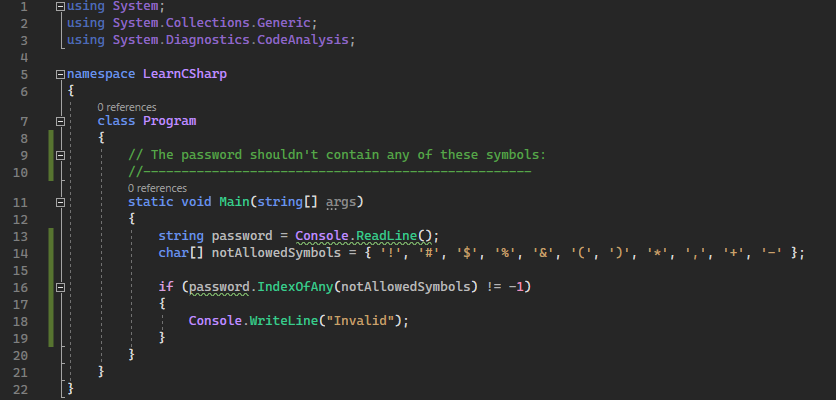 1 using System;
2 using System.Collections.Generic;
3 using System.Diagnostics.CodeAnalysis;
4
5 namespace LearnCSharp
6 {
0 references
7 class Program
8 {
9 // The password shouldn't contain any of these symbols:
10 //---------------------------------------------------
0 references
11 static void Main(string[] args)
12 {
13 string password = Console.ReadLine();
14 char[] notAllowedSymbols = { '!', '#', '$', '%', '&', '(', ')', '*', ',', '+', '-' };
15
16 if (password.IndexOfAny(notAllowedSymbols) != -1)
17 {
18 Console.WriteLine("Invalid");
19 }
20 }
21 }
22 }